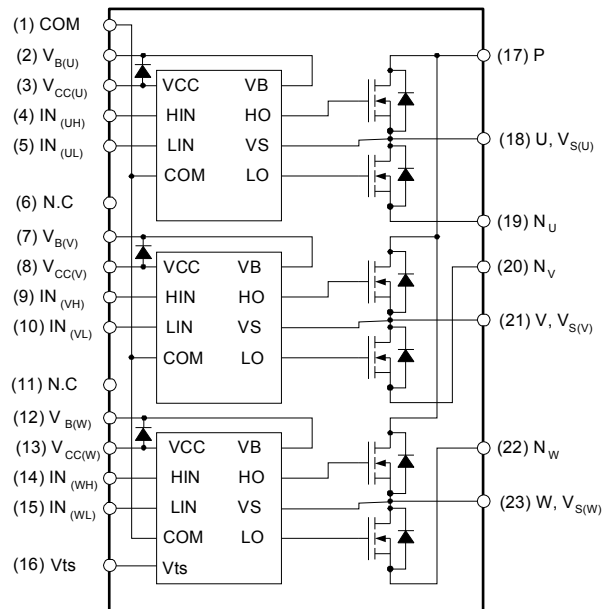 (1) COM
(2) V B(U)
(3) V CC(U)
(4) IN (UH)
(5) IN (UL)
(6) N.C
(7) V B(V)
(8) V CC(V)
(9) IN (VH)
(10) IN (VL)
(11) N.C
(12) V B(W)
(13) V CC(W)
(14) IN (WH)
(15) IN (WL)
(16) Vts
VCC VB
HIN HO
LIN VS
COM LO
VCC VB
HIN HO
LIN VS
COM LO
VCC VB
HIN HO
LIN VS
COM LO
Vts
(17) P
(18) U, V S(U)
(19) N U
(20) N V
(21) V, V S(V)
(22) N W
(23) W, V S(W)